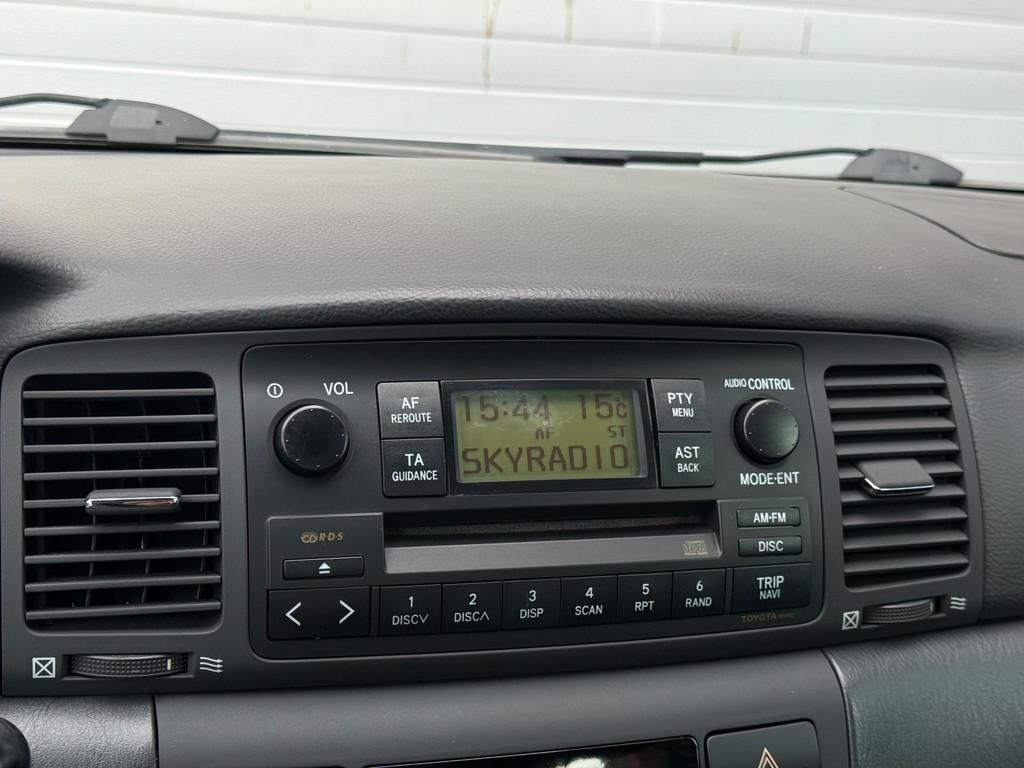 VOL
AF
REROUTE
TA
GUIDANCE
15:44 15°C
AF ST
SKYRADIO
PTY
MENU
AST
BACK
AUDIO CONTROL
MODE·ENT
R·D·S
AM·FM
DISC
1
DISC∨
2
DISC∧
3
DISP
4
SCAN
5
RPT
6
RAND
TRIP
NAVI
TOYOTA